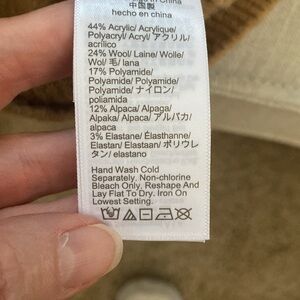 in China
中国製
hecho en china
44% Acrylic/ Acrylique/
Polyacryl/ Acryl/ アクリル/
acrílico
24% Wool/ Laine/ Wolle/
Wol/ 毛/ lana
17% Polyamide/
Polyamide/ Polyamide/
Polyamide/ ナイロン/
poliamida
12% Alpaca/ Alpaga/
Alpaka/ Alpaca/ アルパカ/
alpaca
3% Elastane/ Élasthanne/
Elastan/ Elastaan/ ポリウレ
タン/ elastano
Hand Wash Cold
Separately. Non-chlorine
Bleach Only. Reshape And
Lay Flat To Dry. Iron On
Lowest Setting.